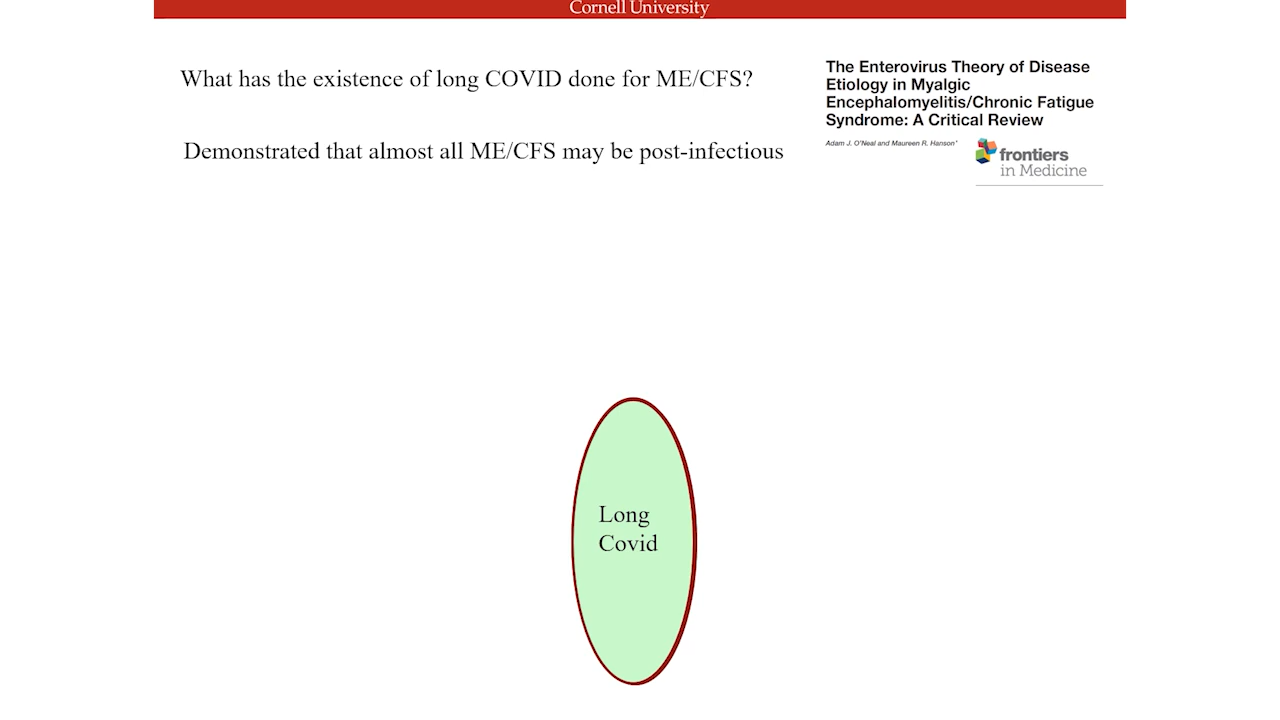 Cornell University
What has the existence of long COVID done for ME/CFS?
Demonstrated that almost all ME/CFS may be post-infectious
The Enterovirus Theory of Disease
Etiology in Myalgic
Encephalomyelitis/Chronic Fatigue
Syndrome: A Critical Review
Adam J. O'Neal and Maureen R. Hanson*
frontiers
in Medicine
Long
Covid